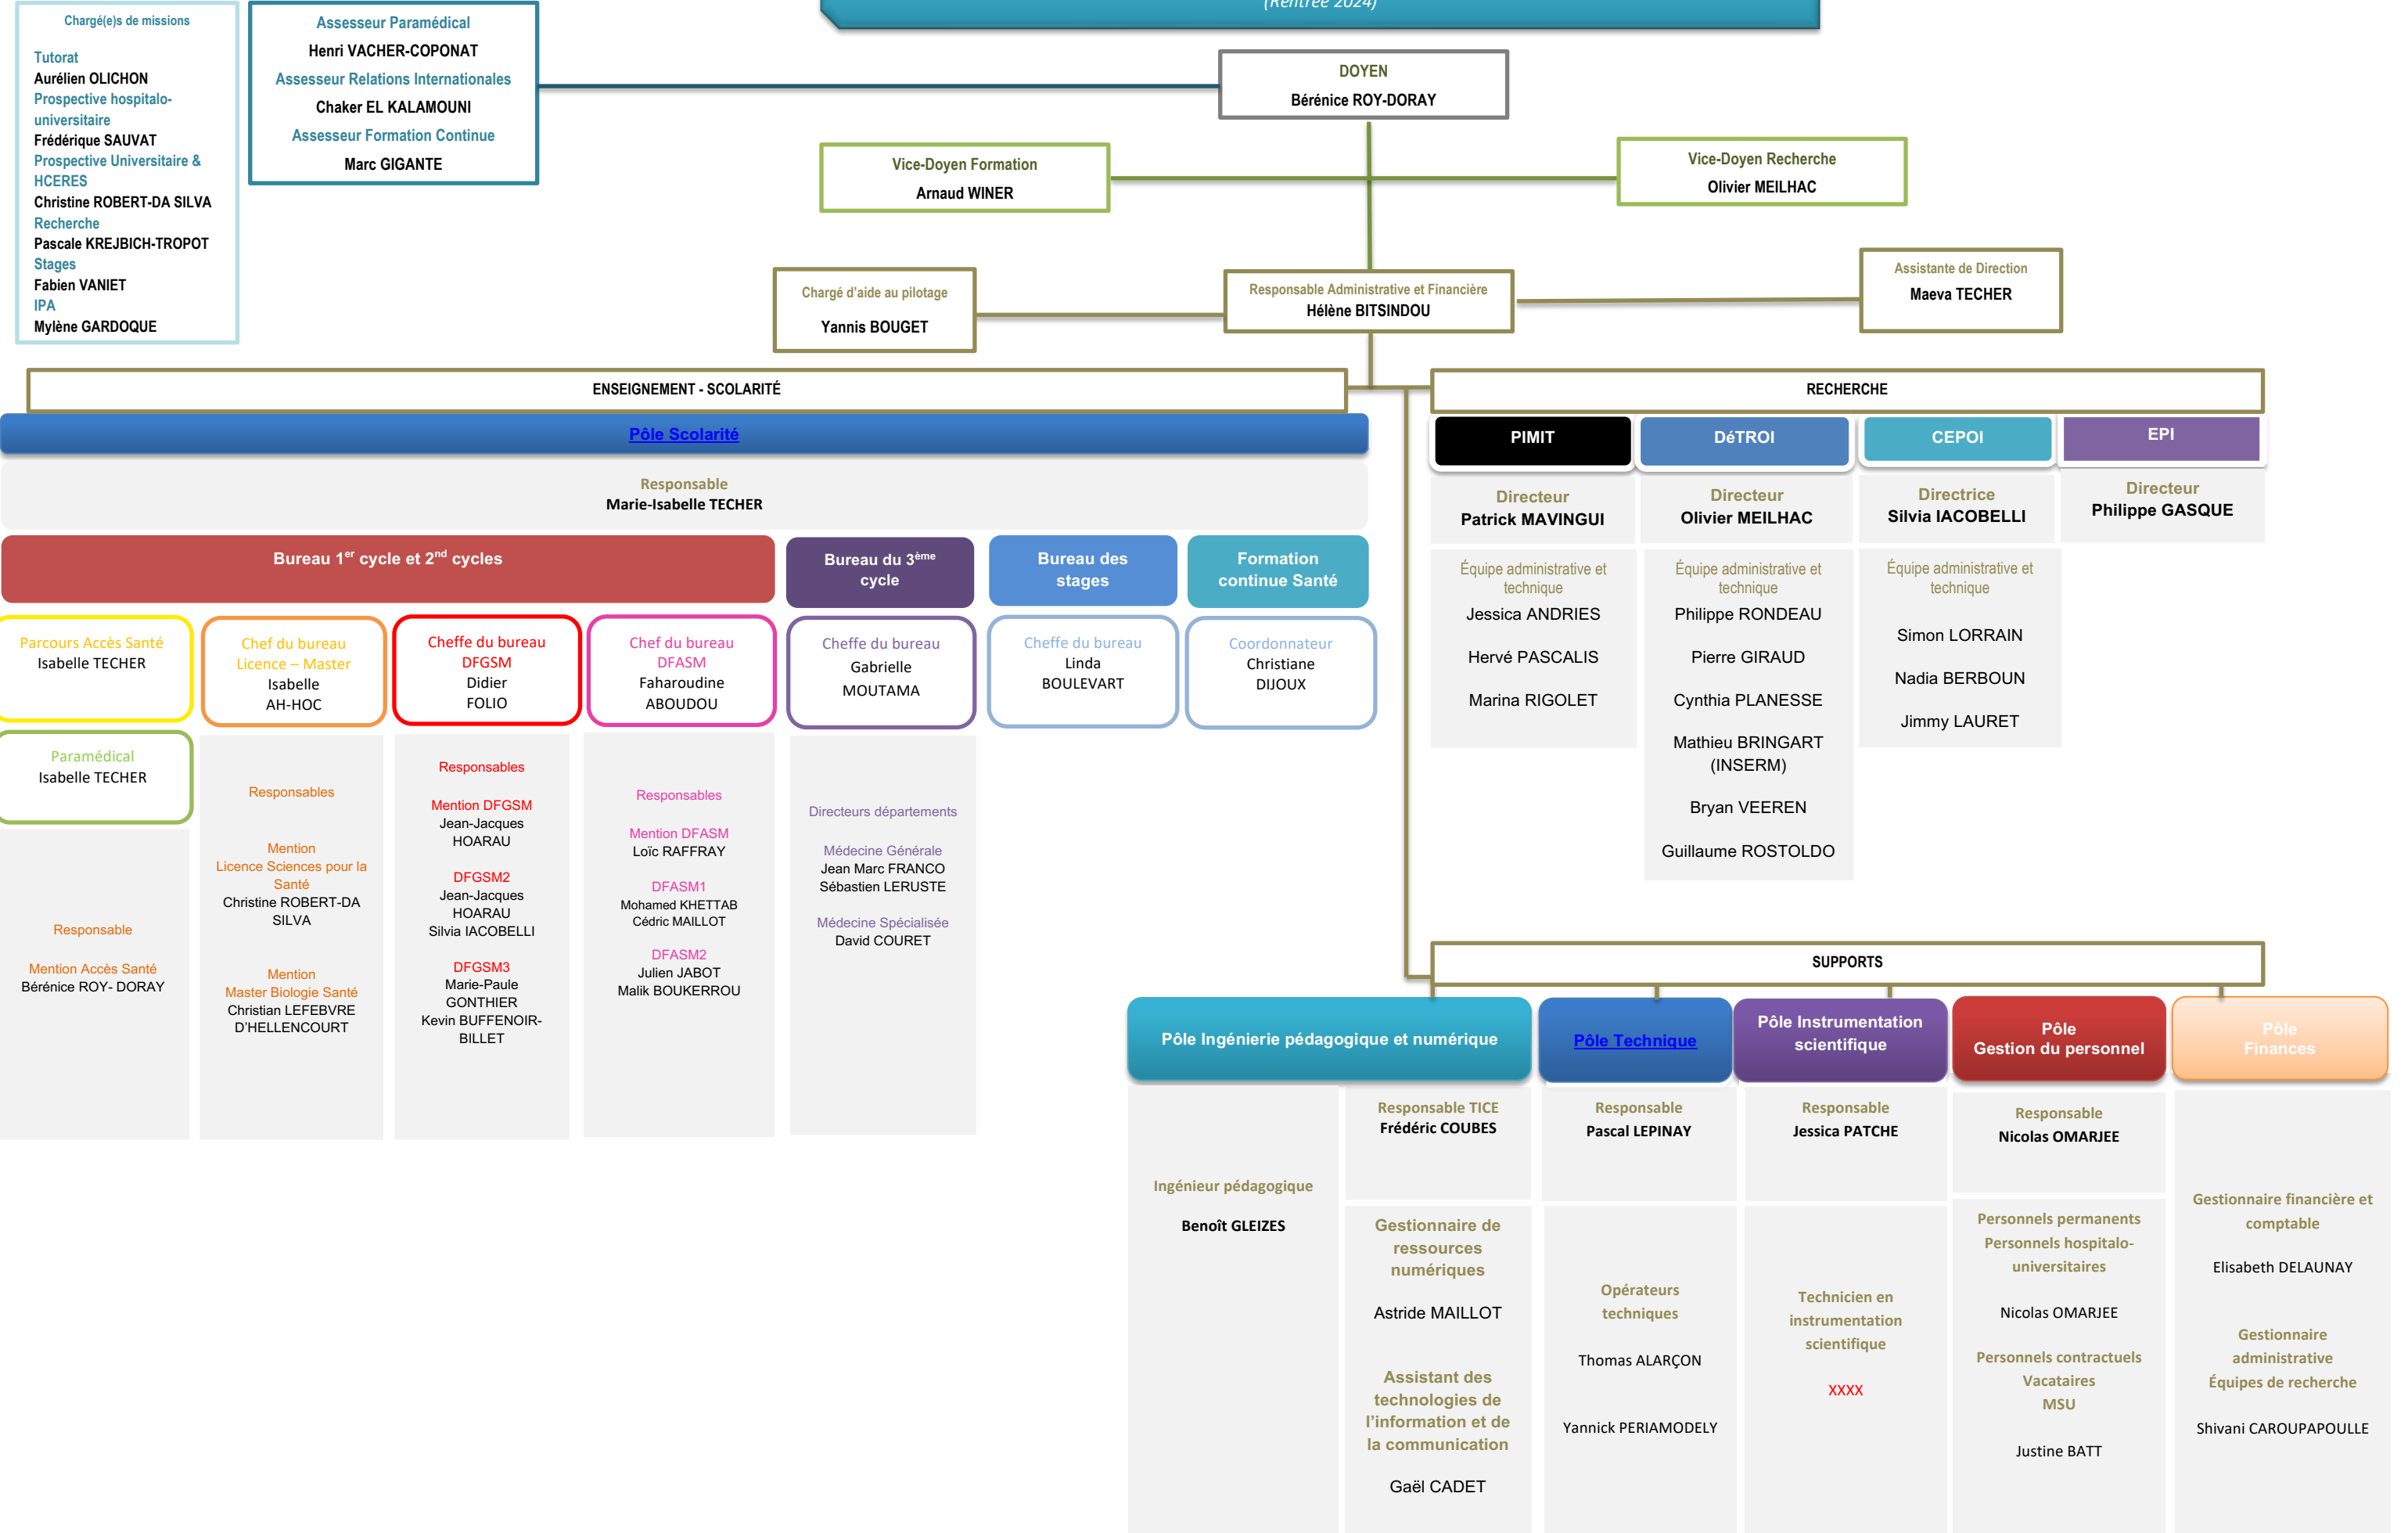 (Rentrée 2024)
Chargé(e)s de missions
Tutorat
Aurélien OLICHON
Prospective hospitalo-
universitaire
Frédérique SAUVAT
Prospective Universitaire &
HCERES
Christine ROBERT-DA SILVA
Recherche
Pascale KREJBICH-TROPOT
Stages
Fabien VANIET
IPA
Mylène GARDOQUE
Assesseur Paramédical
Henri VACHER-COPONAT
Assesseur Relations Internationales
Chaker EL KALAMOUNI
Assesseur Formation Continue
Marc GIGANTE
DOYEN
Bérénice ROY-DORAY
Vice-Doyen Formation
Arnaud WINER
Vice-Doyen Recherche
Olivier MEILHAC
Chargé d'aide au pilotage
Yannis BOUGET
Responsable Administrative et Financière
Hélène BITSINDOU
Assistante de Direction
Maeva TECHER
ENSEIGNEMENT - SCOLARITÉ
Pôle Scolarité
Responsable
Marie-Isabelle TECHER
Bureau 1er cycle et 2nd cycles
Bureau du 3ème
cycle
Bureau des
stages
Formation
continue Santé
Parcours Accès Santé
Isabelle TECHER
Chef du bureau
Licence – Master
Isabelle
AH-HOC
Cheffe du bureau
DFGSM
Didier
FOLIO
Chef du bureau
DFASM
Faharoudine
ABOUDOU
Cheffe du bureau
Gabrielle
MOUTAMA
Cheffe du bureau
Linda
BOULEVART
Coordonnateur
Christiane
DIJOUX
Paramédical
Isabelle TECHER
Responsable
Mention Accès Santé
Bérénice ROY- DORAY
Responsables
Mention
Licence Sciences pour la
Santé
Christine ROBERT-DA
SILVA
Mention
Master Biologie Santé
Christian LEFEBVRE
D'HELLENCOURT
Responsables
Mention DFGSM
Jean-Jacques
HOARAU
DFGSM2
Jean-Jacques
HOARAU
Silvia IACOBELLI
DFGSM3
Marie-Paule
GONTHIER
Kevin BUFFENOIR-
BILLET
Responsables
Mention DFASM
Loïc RAFFRAY
DFASM1
Mohamed KHETTAB
Cédric MAILLOT
DFASM2
Julien JABOT
Malik BOUKERROU
Directeurs départements
Médecine Générale
Jean Marc FRANCO
Sébastien LERUSTE
Médecine Spécialisée
David COURET
RECHERCHE
PIMIT
Directeur
Patrick MAVINGUI
Équipe administrative et
technique
Jessica ANDRIES
Hervé PASCALIS
Marina RIGOLET
DéTROI
Directeur
Olivier MEILHAC
Équipe administrative et
technique
Philippe RONDEAU
Pierre GIRAUD
Cynthia PLANESSE
Mathieu BRINGART
(INSERM)
Bryan VEEREN
Guillaume ROSTOLDO
CEPOI
Directrice
Silvia IACOBELLI
Équipe administrative et
technique
Simon LORRAIN
Nadia BERBOUN
Jimmy LAURET
EPI
Directeur
Philippe GASQUE
SUPPORTS
Pôle Ingénierie pédagogique et numérique
Ingénieur pédagogique
Benoît GLEIZES
Responsable TICE
Frédéric COUBES
Gestionnaire de
ressources
numériques
Astride MAILLOT
Assistant des
technologies de
l'information et de
la communication
Gaël CADET
Pôle Technique
Responsable
Pascal LEPINAY
Opérateurs
techniques
Thomas ALARÇON
Yannick PERIAMODELY
Pôle Instrumentation
scientifique
Responsable
Jessica PATCHE
Technicien en
instrumentation
scientifique
XXXX
Pôle
Gestion du personnel
Responsable
Nicolas OMARJEE
Personnels permanents
Personnels hospitalo-
universitaires
Nicolas OMARJEE
Personnels contractuels
Vacataires
MSU
Justine BATT
Pôle
Finances
Gestionnaire financière et
comptable
Elisabeth DELAUNAY
Gestionnaire
administrative
Équipes de recherche
Shivani CAROUPAPOULLE